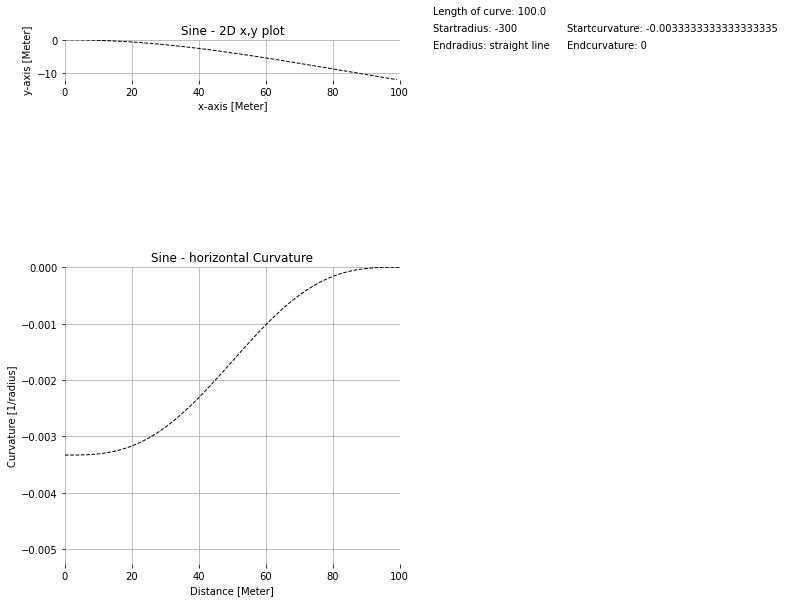 Length of curve: 100.0
Startradius: -300 Startcurvature: -0.0033333333333333335
Endradius: straight line Endcurvature: 0
Sine - 2D x,y plot
y-axis [Meter]
0
−10
0 20 40 60 80 100
x-axis [Meter]
Sine - horizontal Curvature
Curvature [1/radius]
0.000
−0.001
−0.002
−0.003
−0.004
−0.005
0 20 40 60 80 100
Distance [Meter]